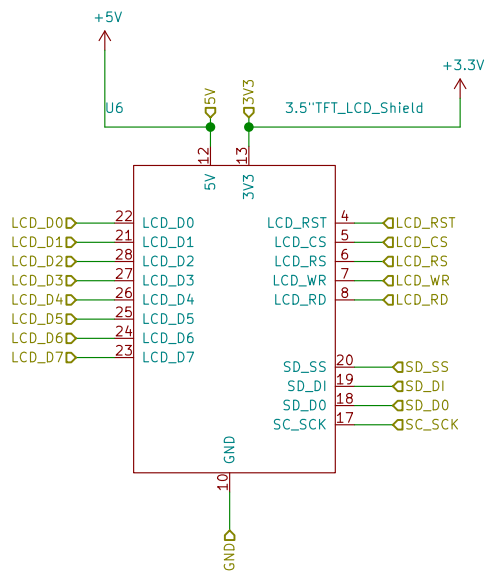 +5V
+3.3V
5V
3V3
U6
3.5"TFT_LCD_Shield
12
13
5V
3V3
LCD_D0 22 LCD_D0 LCD_RST 4 LCD_RST
LCD_D1 21 LCD_D1 LCD_CS 5 LCD_CS
LCD_D2 28 LCD_D2 LCD_RS 6 LCD_RS
LCD_D3 27 LCD_D3 LCD_WR 7 LCD_WR
LCD_D4 26 LCD_D4 LCD_RD 8 LCD_RD
LCD_D5 25 LCD_D5
LCD_D6 24 LCD_D6
LCD_D7 23 LCD_D7
SD_SS 20 SD_SS
SD_DI 19 SD_DI
SD_DO 18 SD_DO
SC_SCK 17 SC_SCK
GND
10
GND